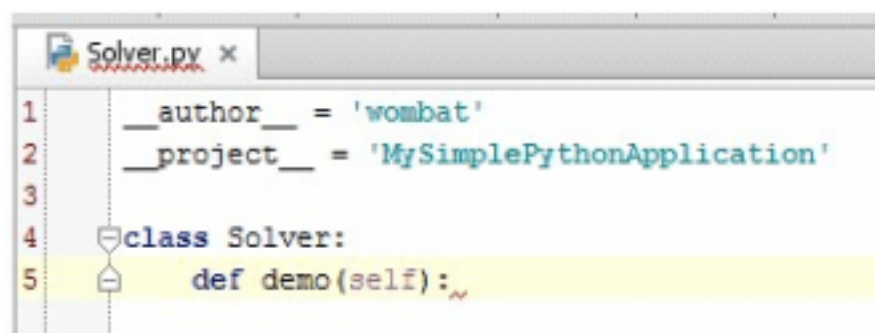 Solver.py ×
1 __author__ = 'wombat'
2 __project__ = 'MySimplePythonApplication'
3
4 class Solver:
5     def demo(self):